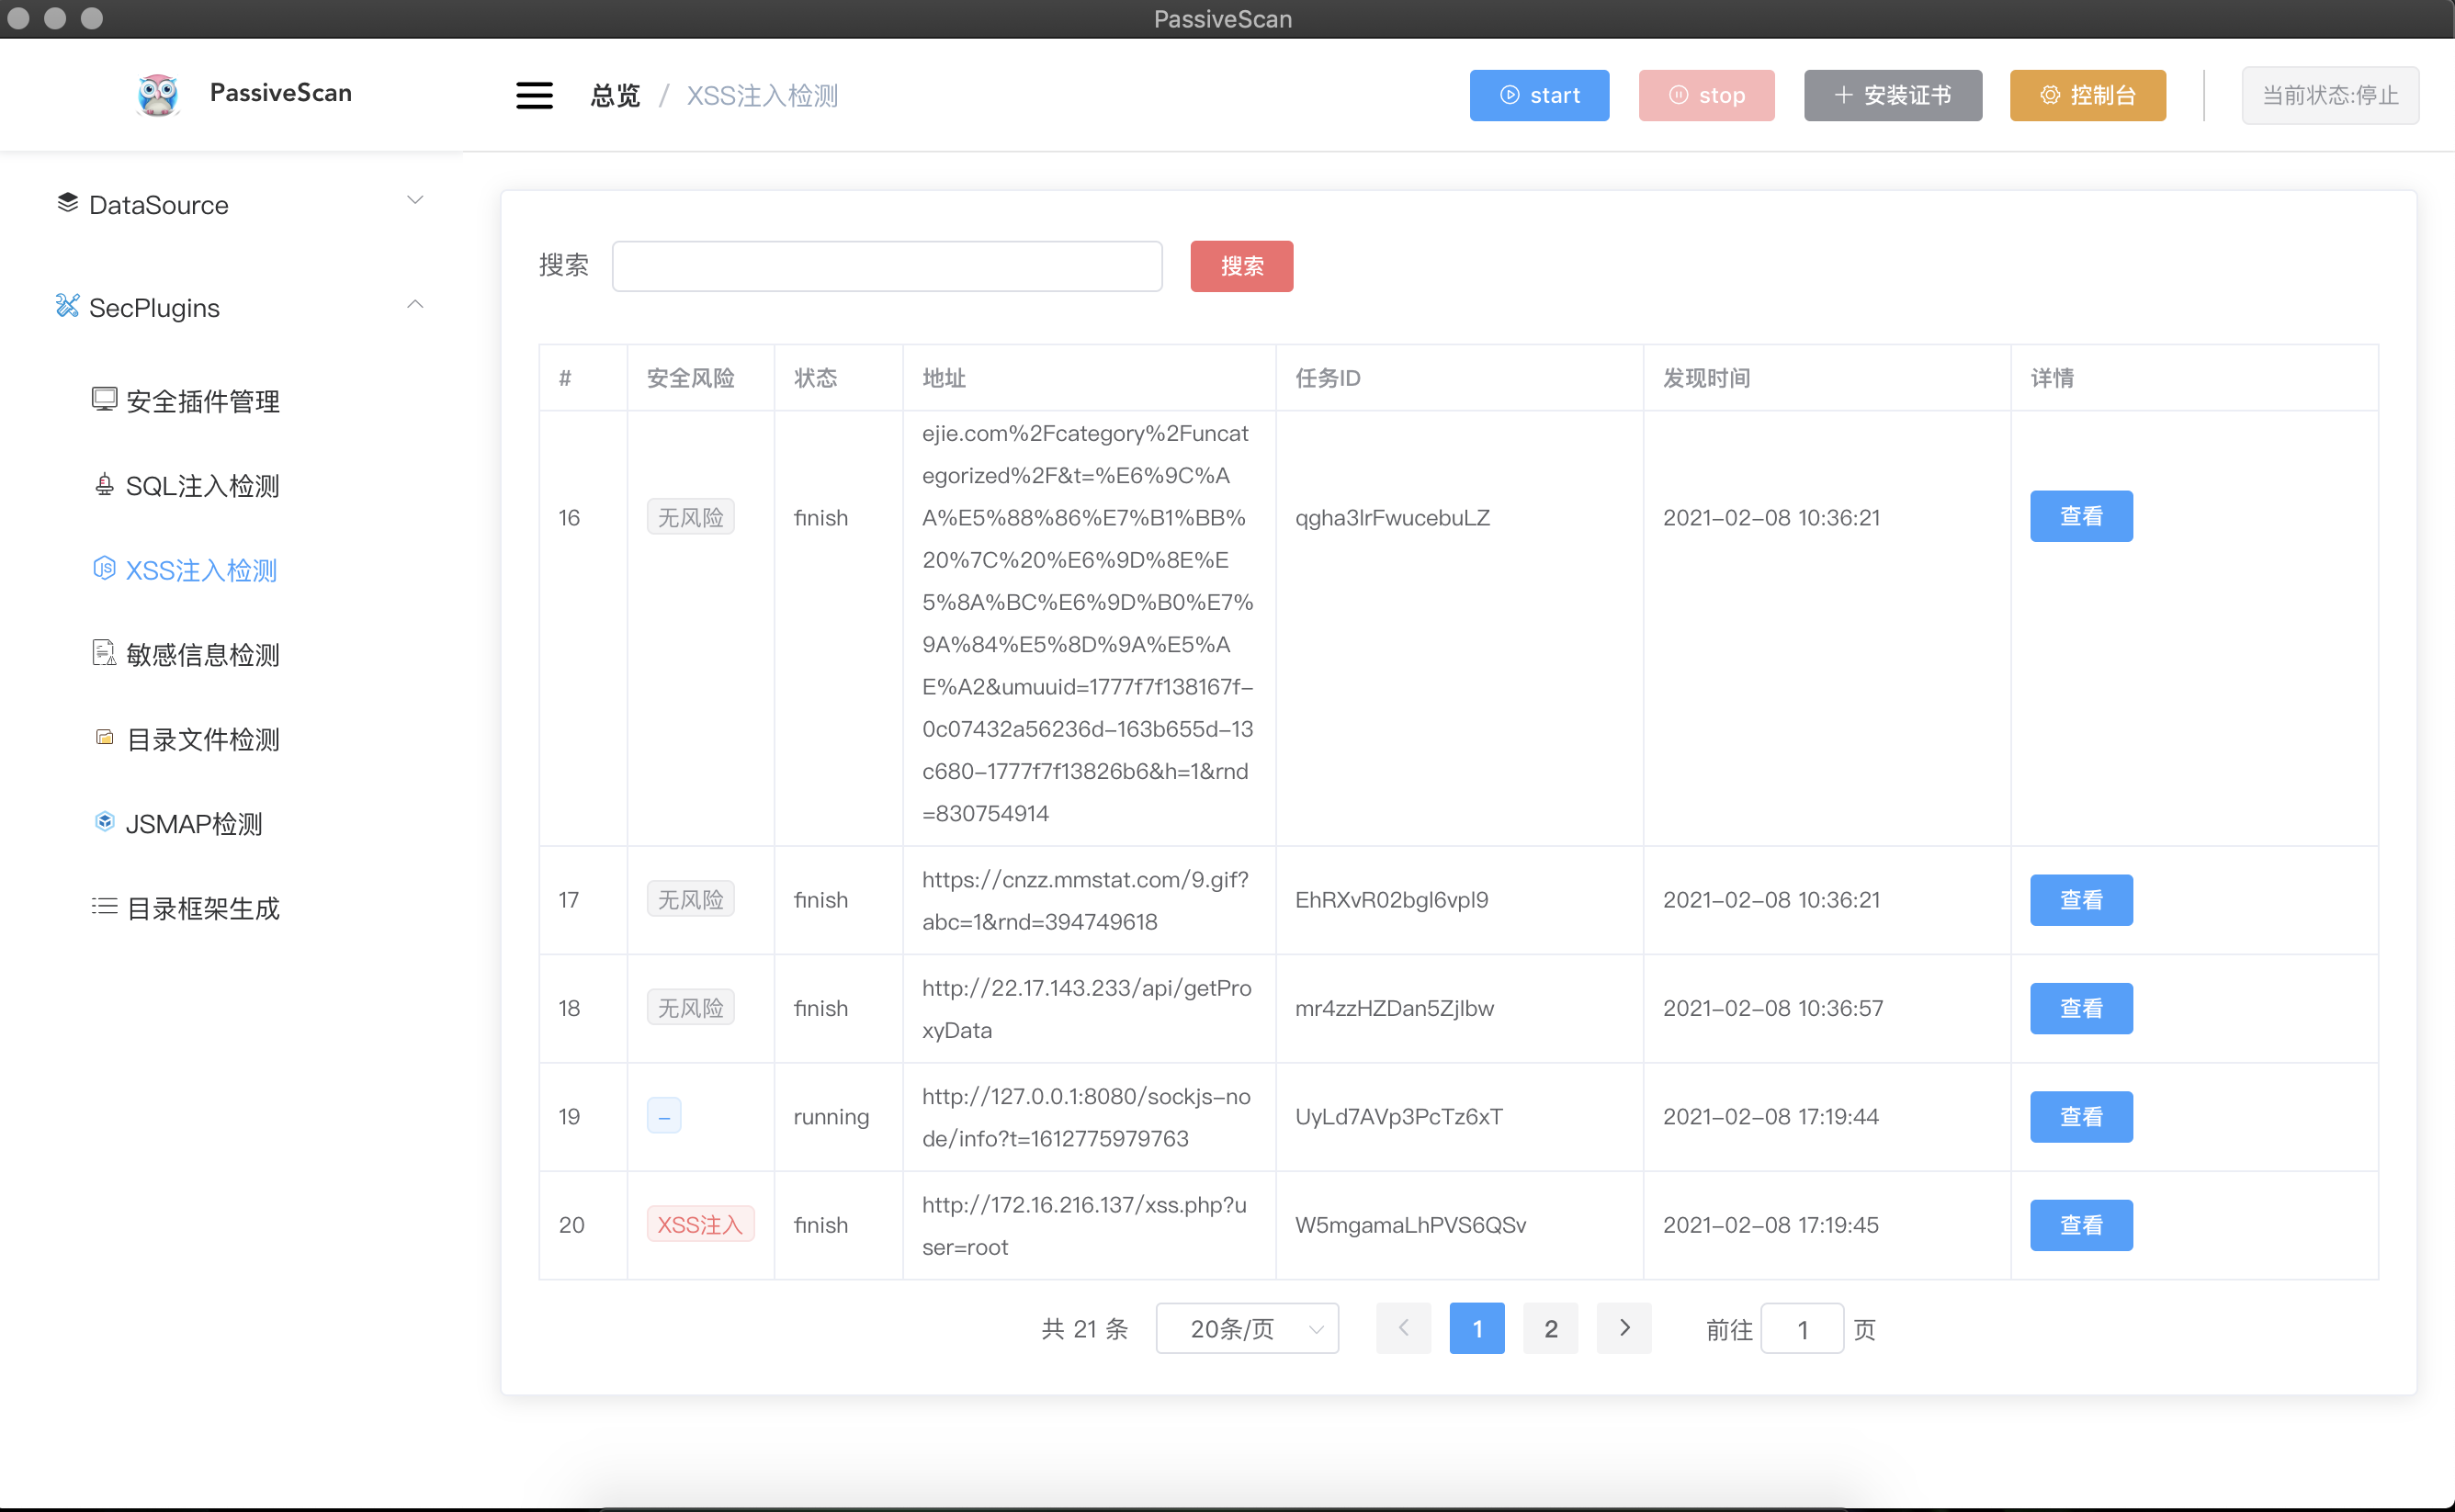 PassiveScan
PassiveScan
总览 / XSS注入检测
start
stop
安装证书
控制台
当前状态:停止
DataSource
SecPlugins
安全插件管理
SQL注入检测
XSS注入检测
敏感信息检测
目录文件检测
JSMAP检测
目录框架生成
搜索
搜索
# 安全风险 状态 地址 任务ID 发现时间 详情
16 无风险 finish
ejie.com%2Fcategory%2Funcat
egorized%2F&t=%E6%9C%A
A%E5%88%86%E7%B1%BB%
20%7C%20%E6%9D%8E%E
5%8A%BC%E6%9D%B0%E7%
9A%84%E5%8D%9A%E5%A
E%A2&umuuid=1777f7f138167f-
0c07432a56236d-163b655d-13
c680-1777f7f13826b6&h=1&rnd
=830754914
qgha3lrFwucebuLZ 2021-02-08 10:36:21 查看
17 无风险 finish
https://cnzz.mmstat.com/9.gif?
abc=1&rnd=394749618
EhRXvR02bgl6vpl9 2021-02-08 10:36:21 查看
18 无风险 finish
http://22.17.143.233/api/getPro
xyData
mr4zzHZDan5Zjlbw 2021-02-08 10:36:57 查看
19 - running
http://127.0.0.1:8080/sockjs-no
de/info?t=1612775979763
UyLd7AVp3PcTz6xT 2021-02-08 17:19:44 查看
20 XSS注入 finish
http://172.16.216.137/xss.php?u
ser=root
W5mgamaLhPVS6QSv 2021-02-08 17:19:45 查看
共 21 条 20条/页 1 2 前往 1 页